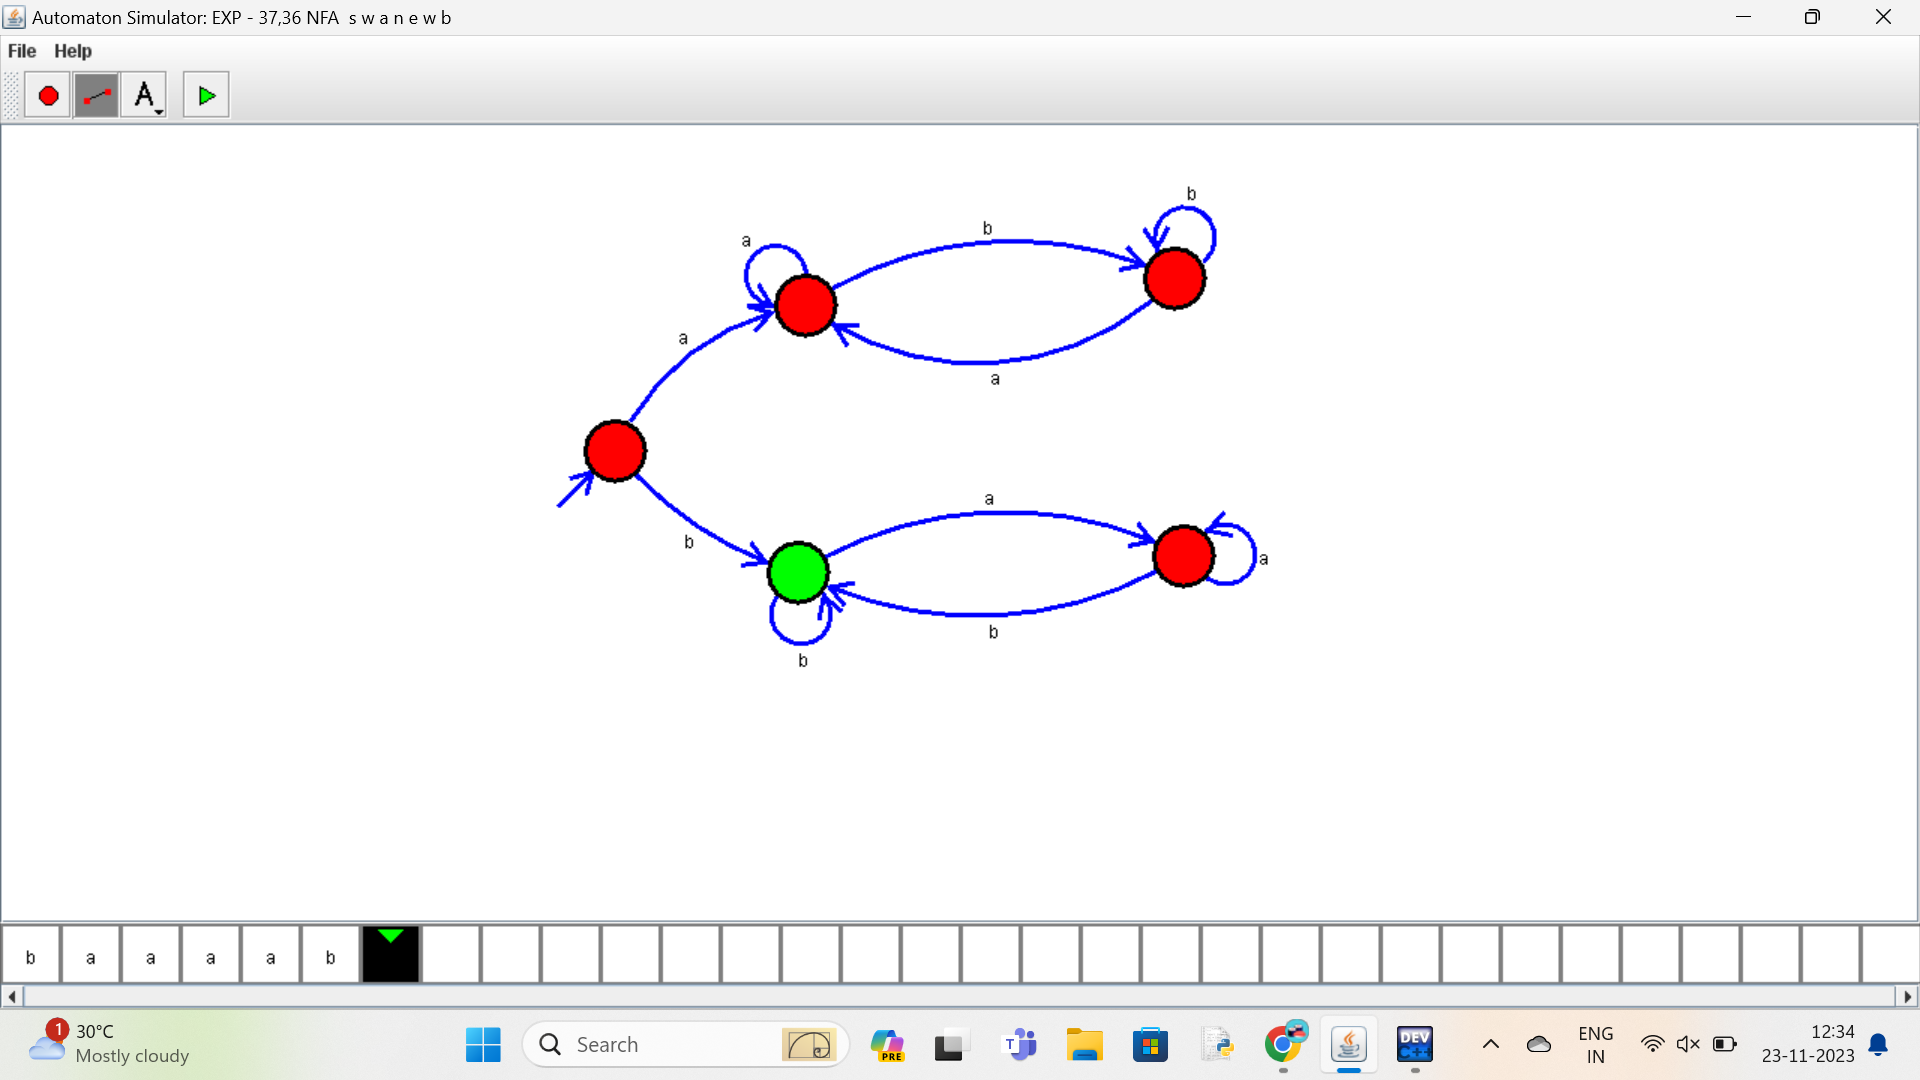 Automaton Simulator: EXP - 37,36 NFA s w a n e w b
File Help
A
b
a
b
a
a
a
a
b
a
b
b
b a a a a b
1
30°C
Mostly cloudy
Search
PRE
T
DEV
C++
ENG
IN
12:34
23-11-2023